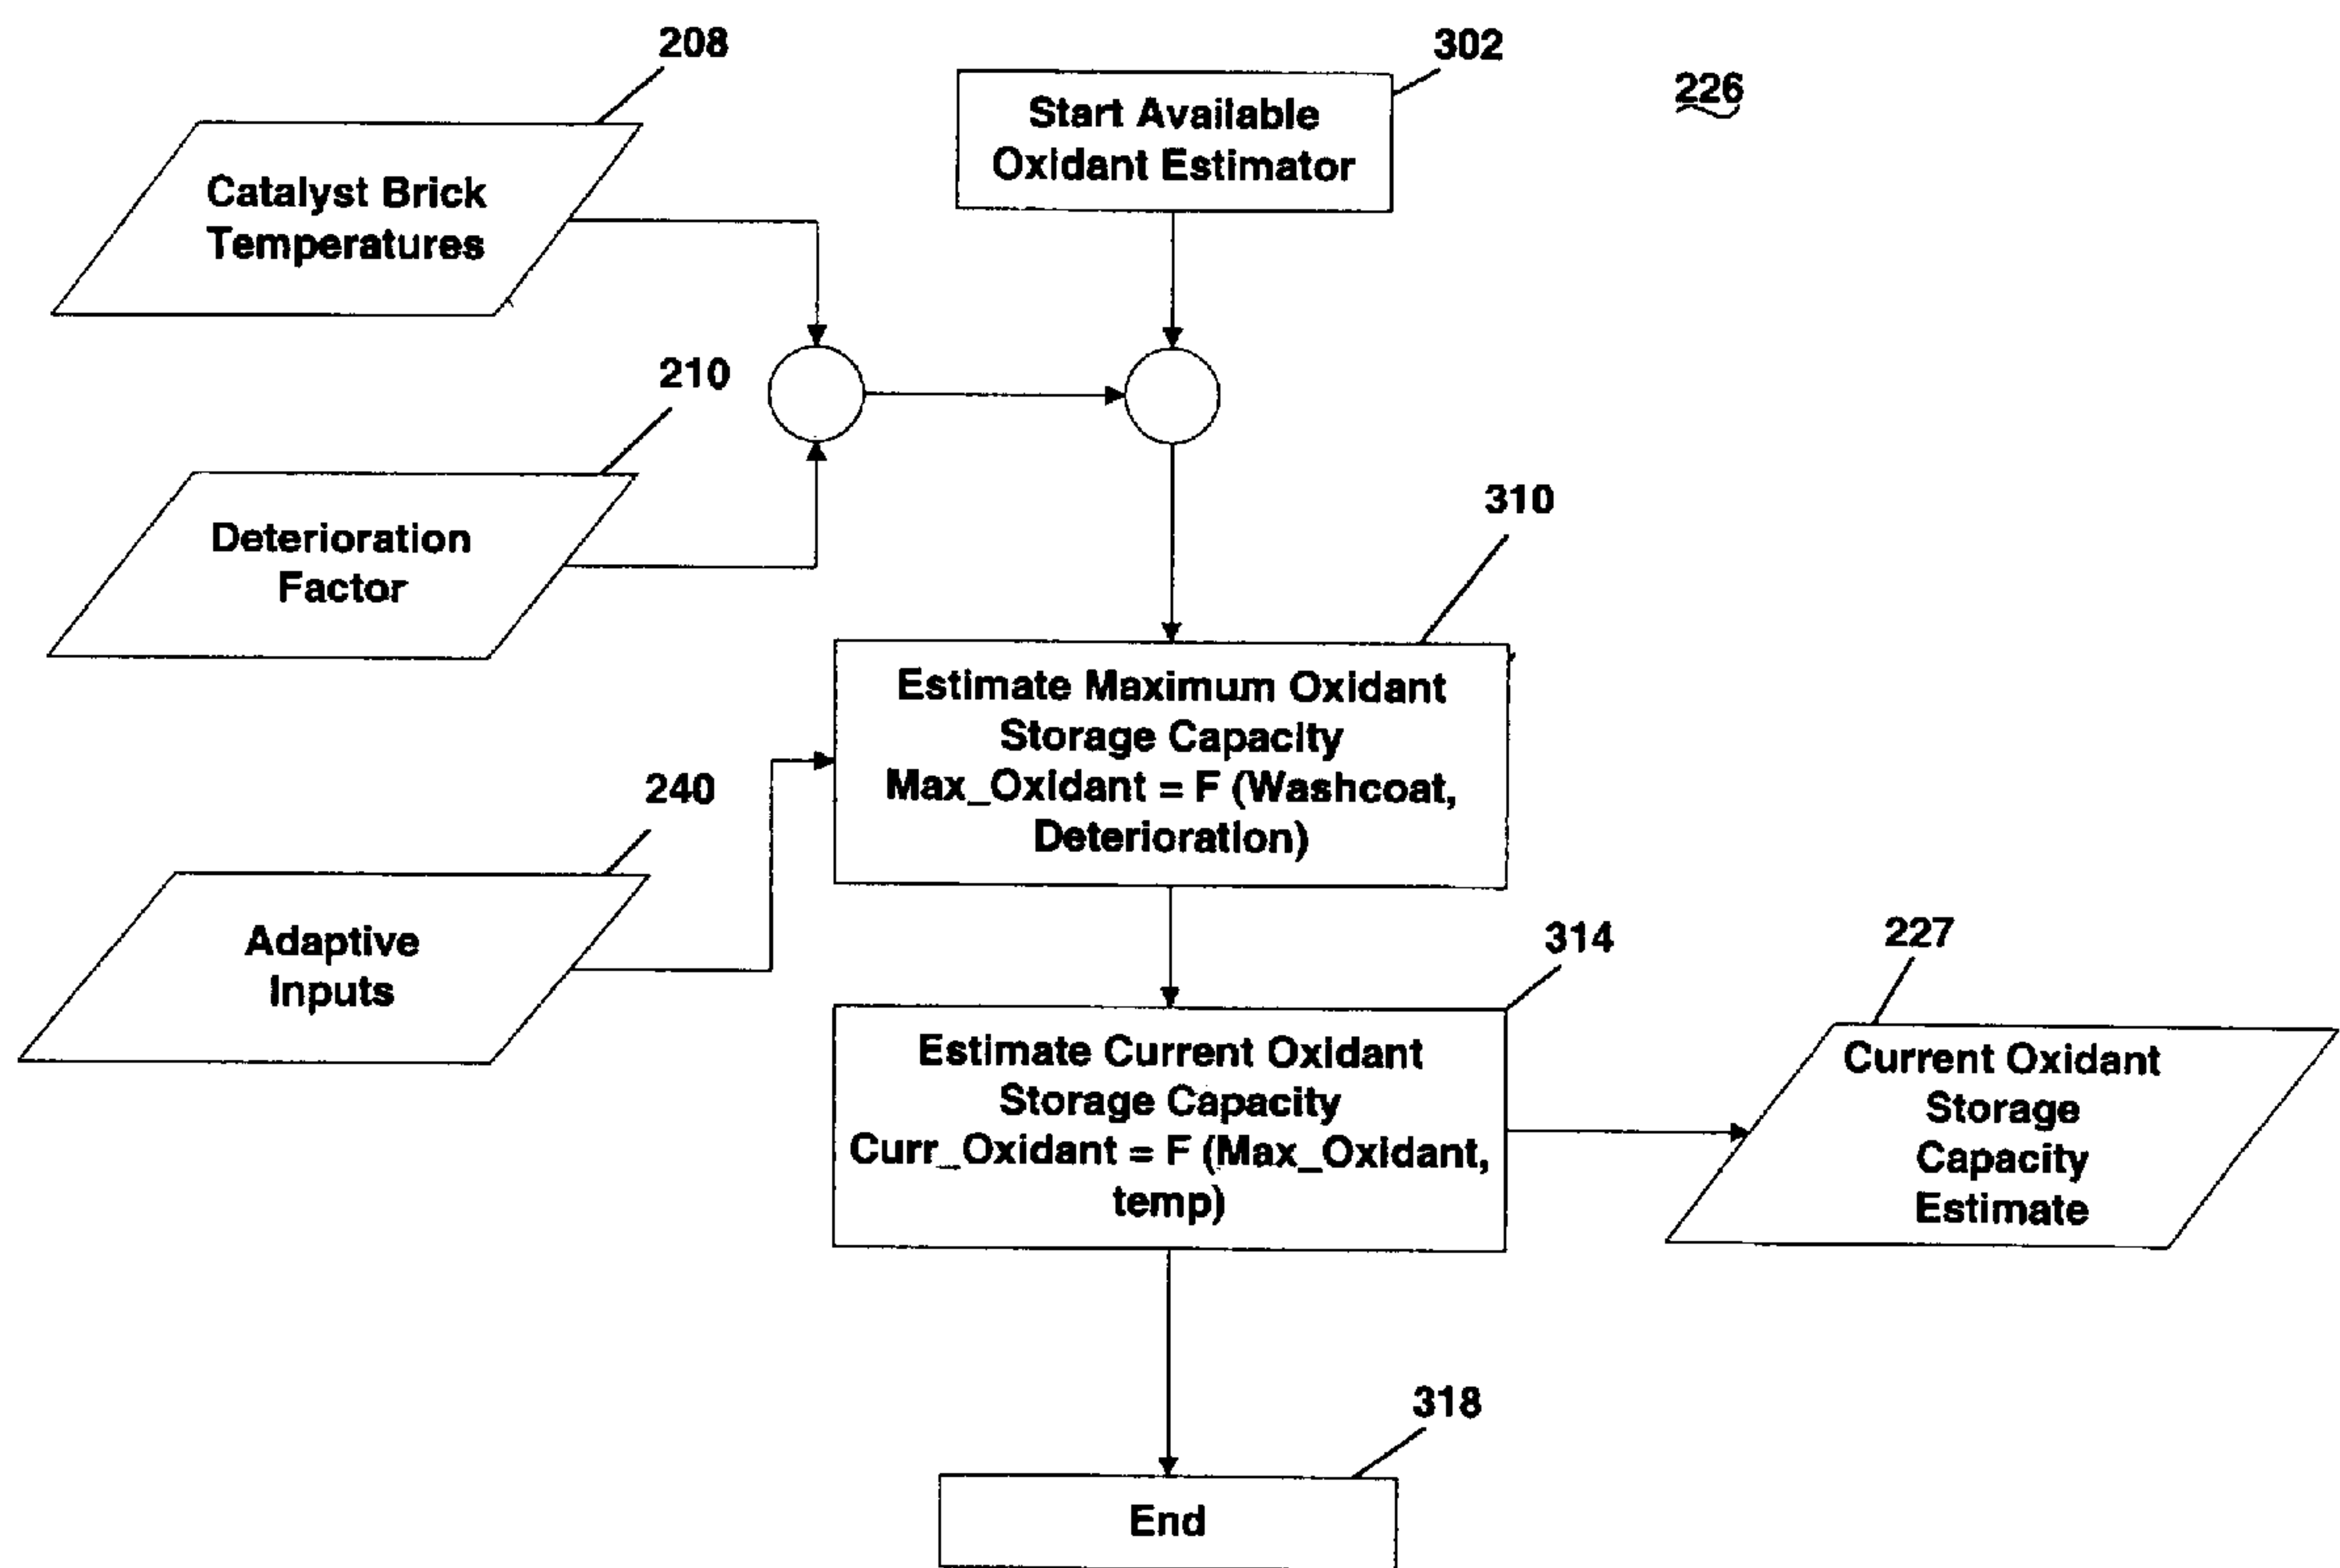 208
302
226
Start Available
Oxidant Estimator
Catalyst Brick
Temperatures
210
Deterioration
Factor
310
Estimate Maximum Oxidant
Storage Capacity
Max_Oxidant = F (Washcoat,
Deterioration)
240
Adaptive
Inputs
314
227
Estimate Current Oxidant
Storage Capacity
Curr_Oxidant = F (Max_Oxidant,
temp)
Current Oxidant
Storage
Capacity
Estimate
318
End